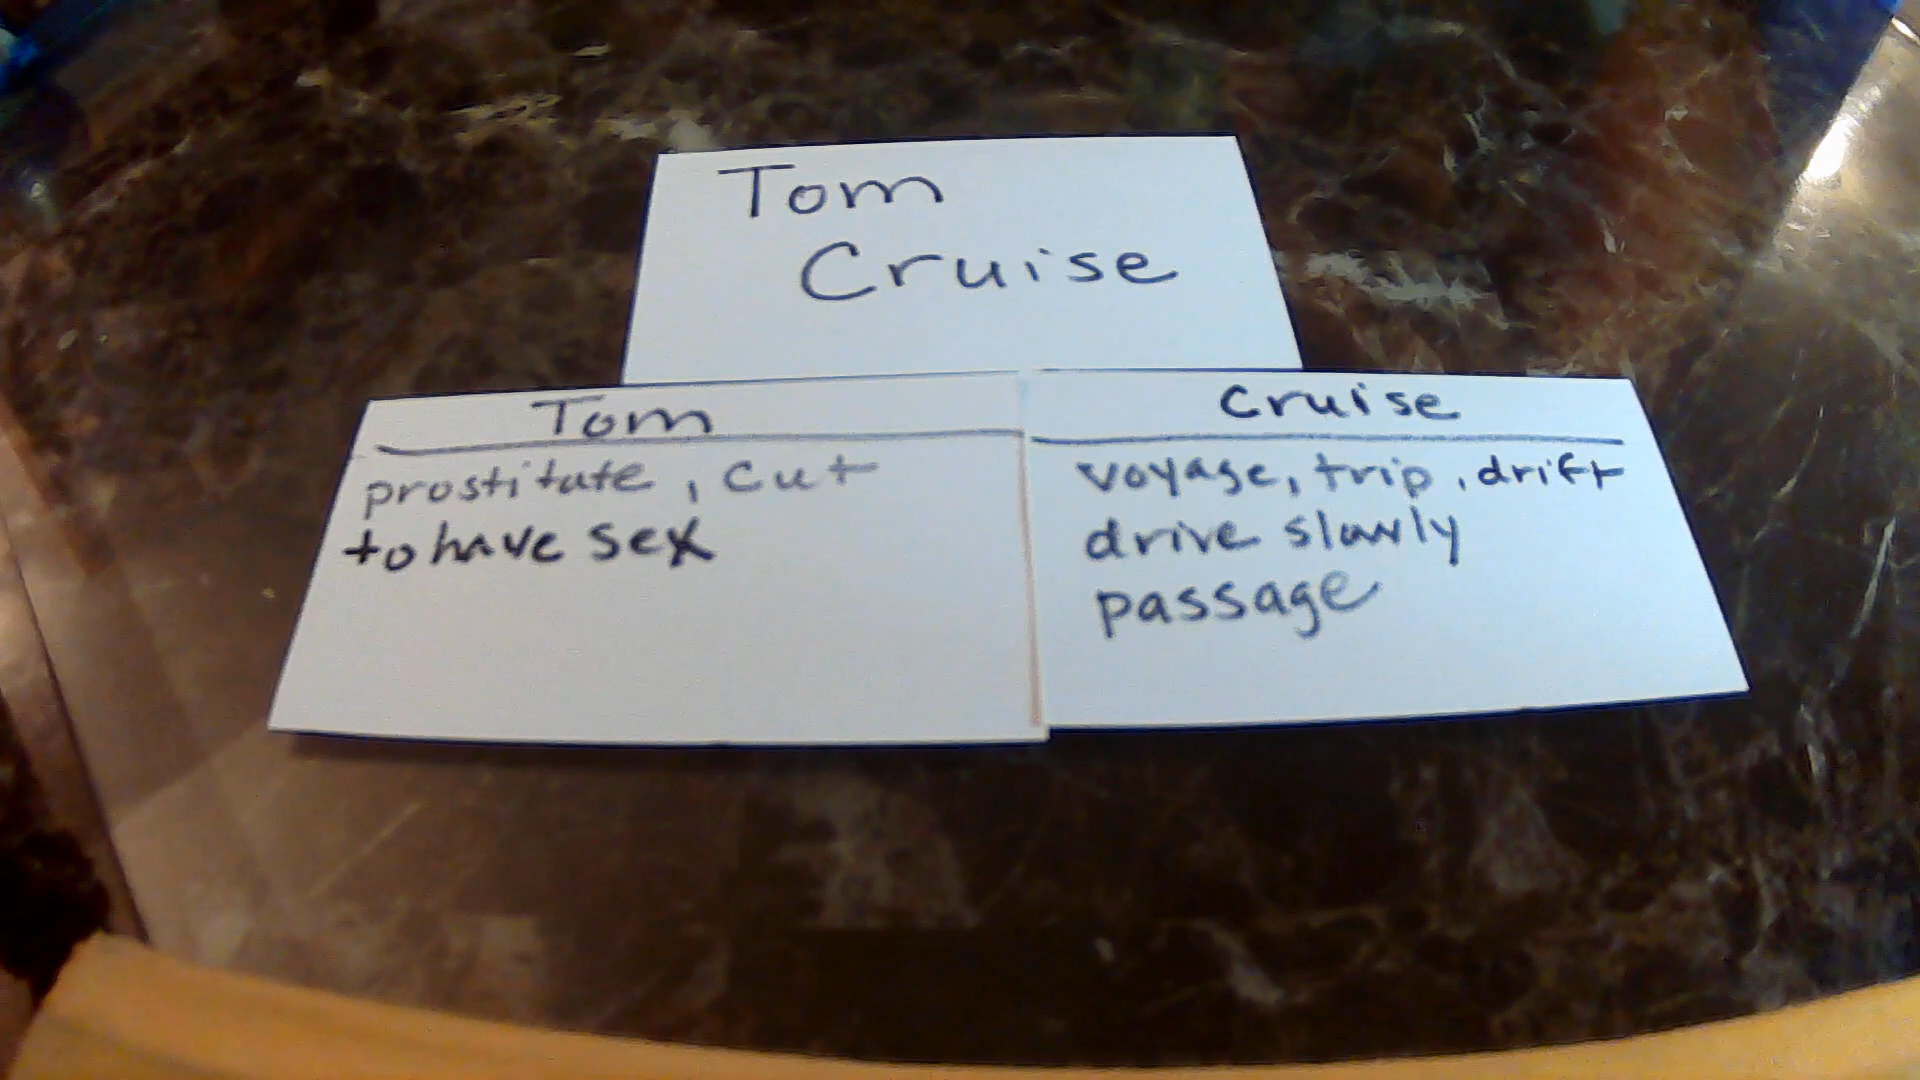 Tom
Cruise
Tom
prostitute, cut
to have sex
Cruise
voyage, trip, drift
drive slowly
passage